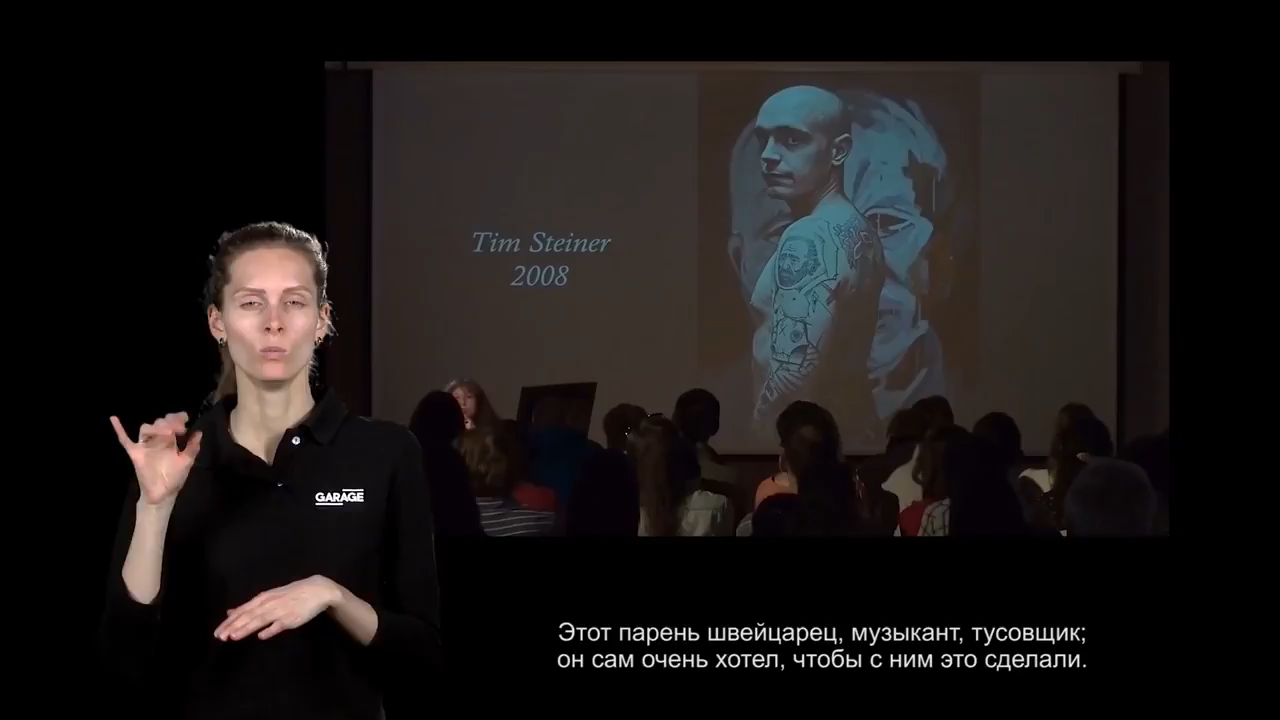 Tim Steiner
2008
GARAGE
Этот парень швейцарец, музыкант, тусовщик;
он сам очень хотел, чтобы с ним это сделали.